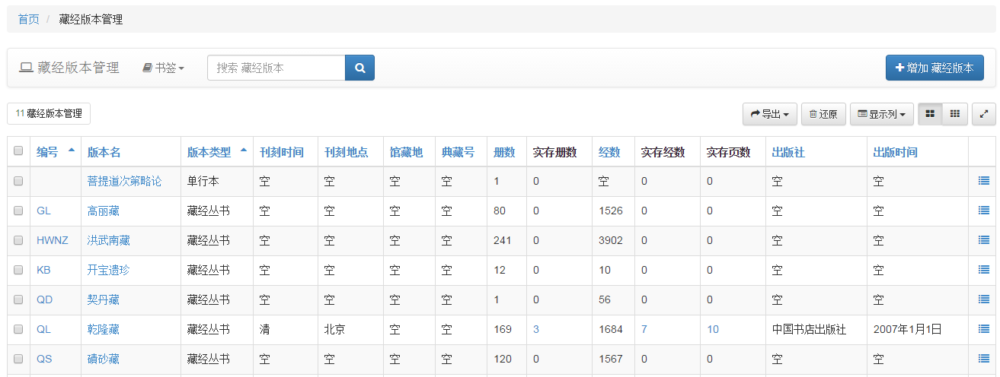 首页 / 藏经版本管理
藏经版本管理 书签 搜索 藏经版本 增加 藏经版本
11 藏经版本管理 导出 还原 显示列
编号 版本名 版本类型 刊刻时间 刊刻地点 馆藏地 典藏号 册数 实存册数 经数 实存经数 实存页数 出版社 出版时间
菩提道次第略论 单行本 空 空 空 空 1 0 空 0 0 空 空
GL 高丽藏 藏经丛书 空 空 空 空 80 0 1526 0 0 空 空
HWNZ 洪武南藏 藏经丛书 空 空 空 空 241 0 3902 0 0 空 空
KB 开宝遗珍 藏经丛书 空 空 空 空 12 0 10 0 0 空 空
QD 契丹藏 藏经丛书 空 空 空 空 1 0 56 0 0 空 空
QL 乾隆藏 藏经丛书 清 北京 空 空 169 3 1684 7 10 中国书店出版社 2007年1月1日
QS 碛砂藏 藏经丛书 空 空 空 空 120 0 1567 0 0 空 空